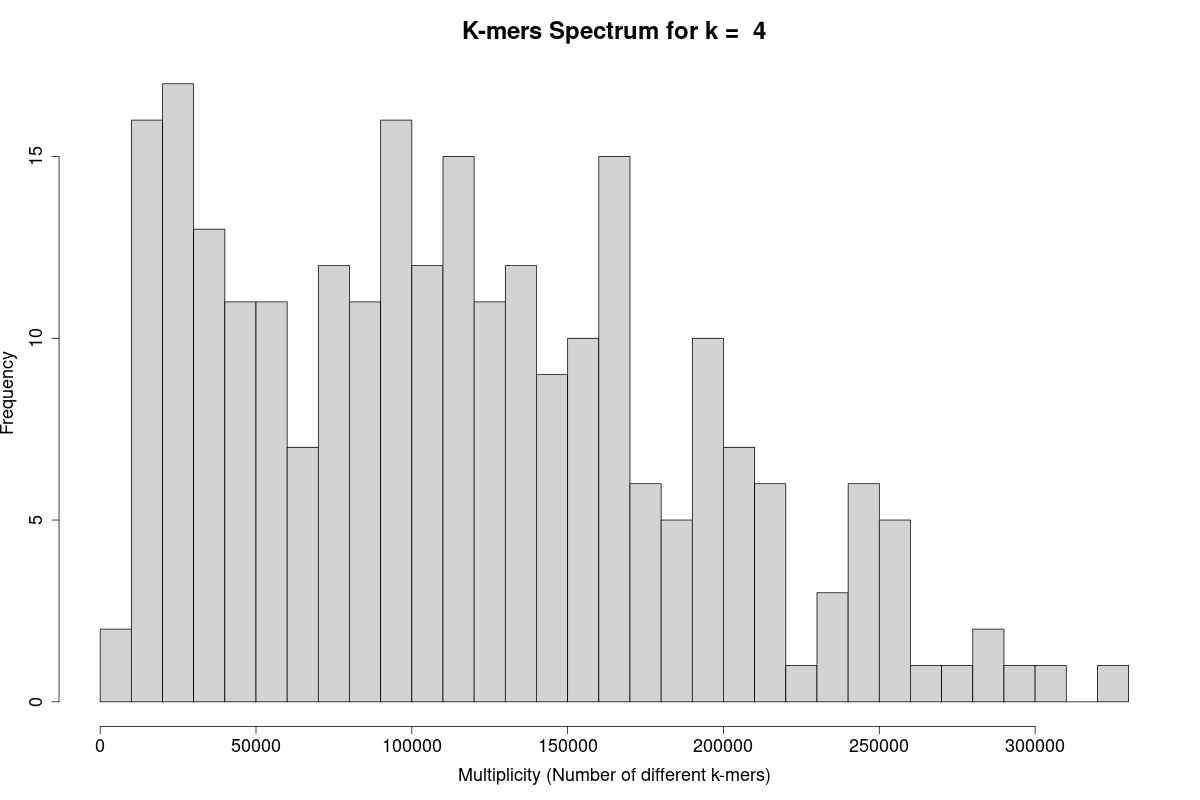 K-mers Spectrum for k =  4
Frequency
15
10
5
0
0 50000 100000 150000 200000 250000 300000
Multiplicity (Number of different k-mers)